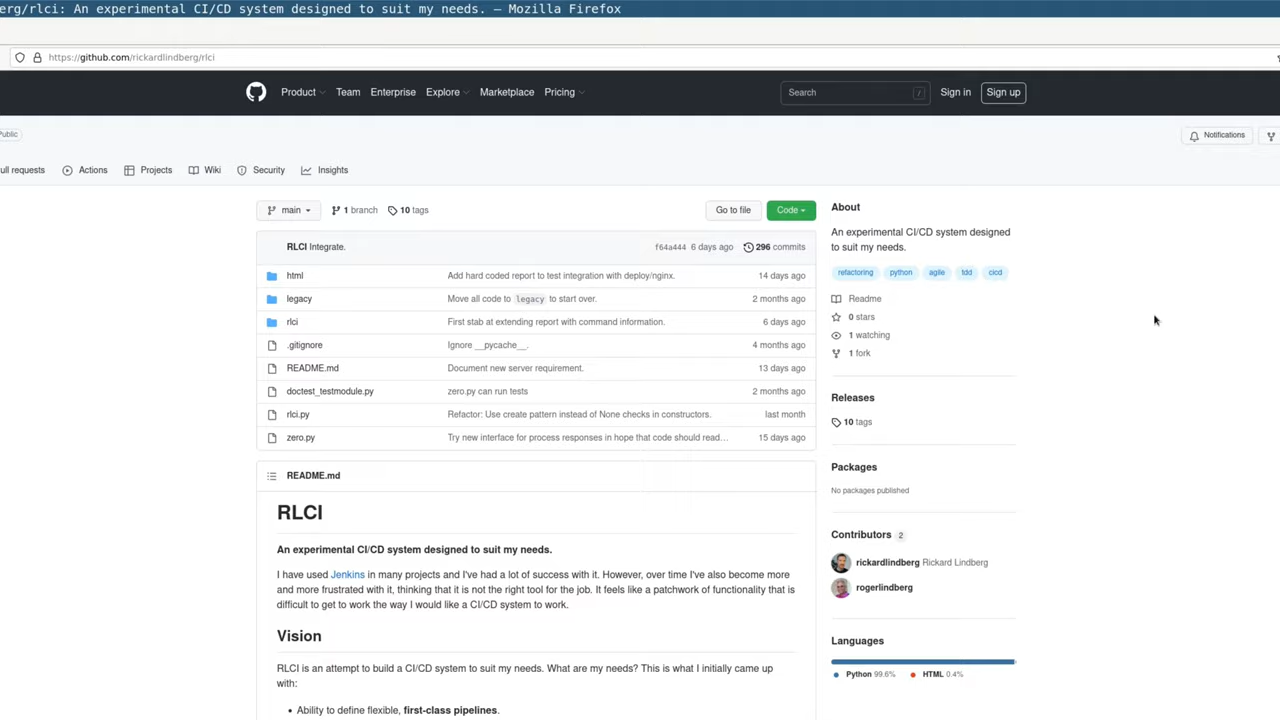 erg/rlci: An experimental CI/CD system designed to suit my needs. — Mozilla Firefox
https://github.com/rickardlindberg/rlci
Product Team Enterprise Explore Marketplace Pricing Search / Sign in Sign up
Public Notifications
ull requests Actions Projects Wiki Security Insights
main 1 branch 10 tags Go to file Code
RLCI Integrate. f64a444 6 days ago 296 commits
html Add hard coded report to test integration with deploy/nginx. 14 days ago
legacy Move all code to legacy to start over. 2 months ago
rlci First stab at extending report with command information. 6 days ago
.gitignore Ignore __pycache__. 4 months ago
README.md Document new server requirement. 13 days ago
doctest_testmodule.py zero.py can run tests 2 months ago
rlci.py Refactor: Use create pattern instead of None checks in constructors. last month
zero.py Try new interface for process responses in hope that code should read… 15 days ago
README.md
RLCI
An experimental CI/CD system designed to suit my needs.
I have used Jenkins in many projects and I've had a lot of success with it. However, over time I've also become more
and more frustrated with it, thinking that it is not the right tool for the job. It feels like a patchwork of functionality that is
difficult to get to work the way I would like a CI/CD system to work.
Vision
RLCI is an attempt to build a CI/CD system to suit my needs. What are my needs? This is what I initially came up
with:
• Ability to define flexible, first-class pipelines.
About
An experimental CI/CD system designed
to suit my needs.
refactoring python agile tdd cicd
Readme
0 stars
1 watching
1 fork
Releases
10 tags
Packages
No packages published
Contributors 2
rickardlindberg Rickard Lindberg
rogerlindberg
Languages
Python 99.6% HTML 0.4%